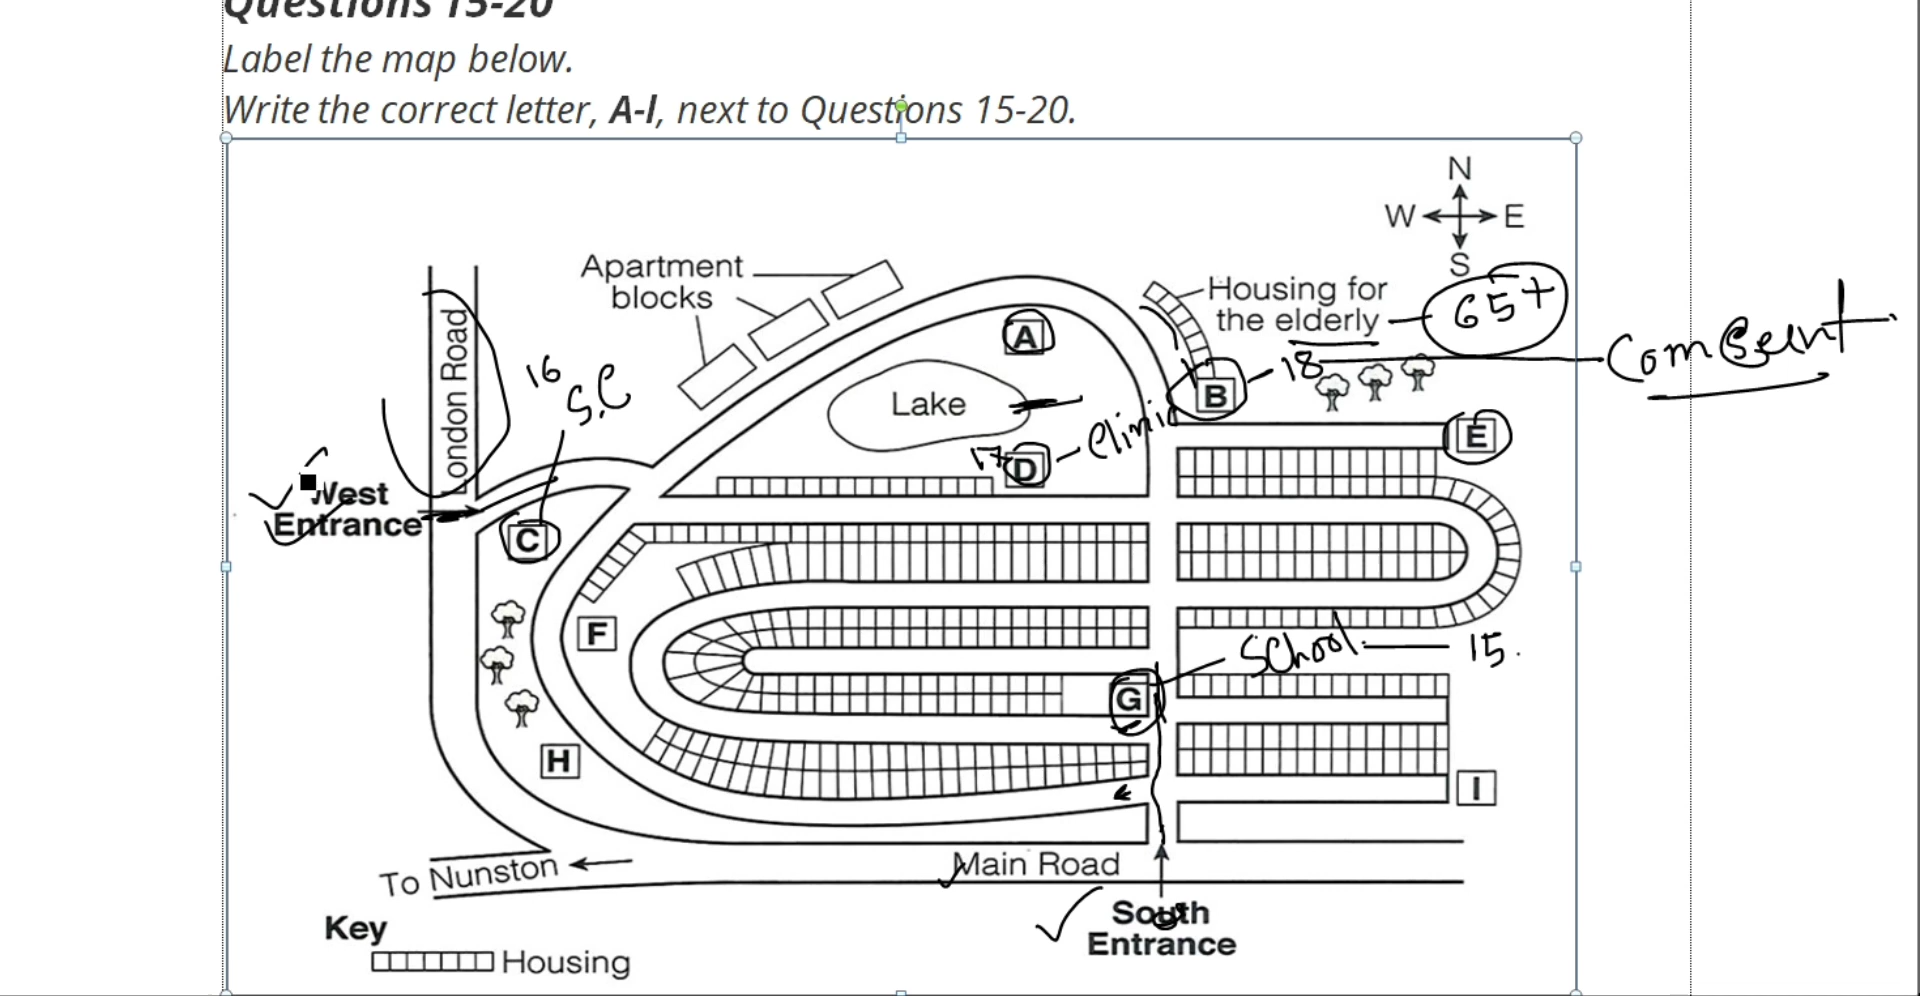 Questions 15-20
Label the map below.
Write the correct letter, A-I, next to Questions 15-20.
N
W E
S
Apartment
blocks
Housing for
the elderly
65+
London Road
16
S.C
A
B
18
Lake
E
West
Entrance
17
D
Clinic
C
F
School
15.
G
H
I
Main Road
To Nunston
South
Entrance
Key
Housing